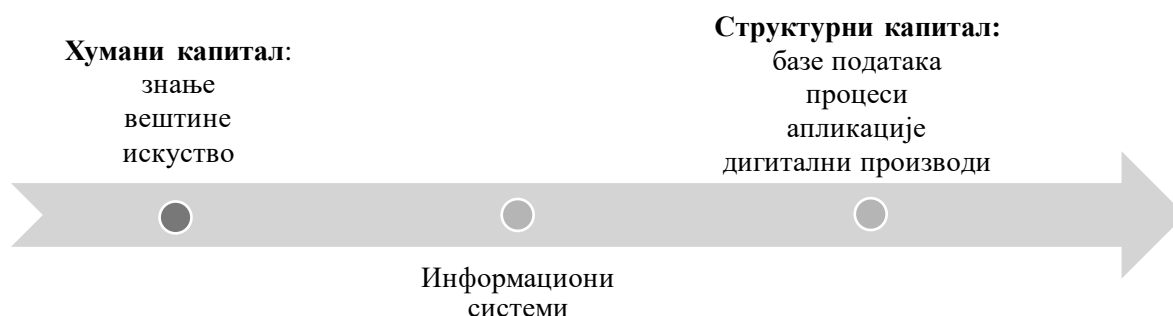 Хумани капитал:
знање
вештине
искуство
Структурни капитал:
базе података
процеси
апликације
дигитални производи
Информациони
системи